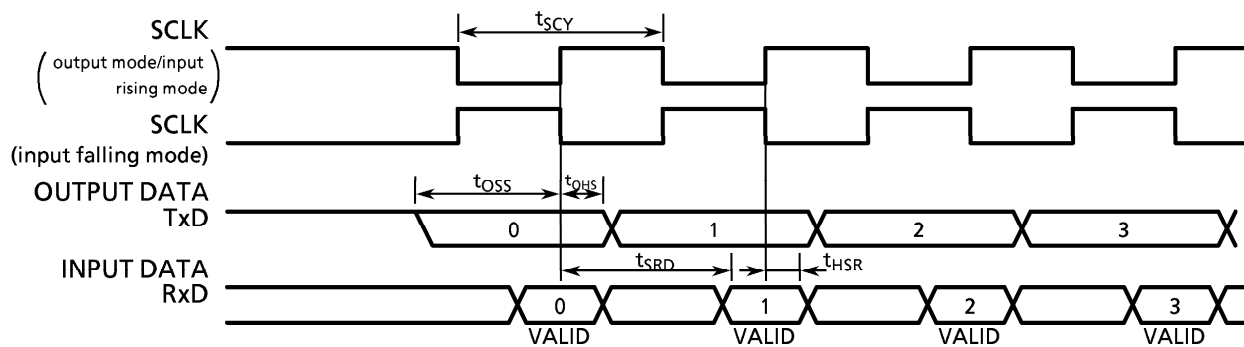 tSCY
SCLK
(output mode/input
rising mode)
SCLK
(input falling mode)
tOSS
tOHS
OUTPUT DATA
TxD
0 1 2 3
tSRD
tHSR
INPUT DATA
RxD
0 1 2 3
VALID VALID VALID VALID